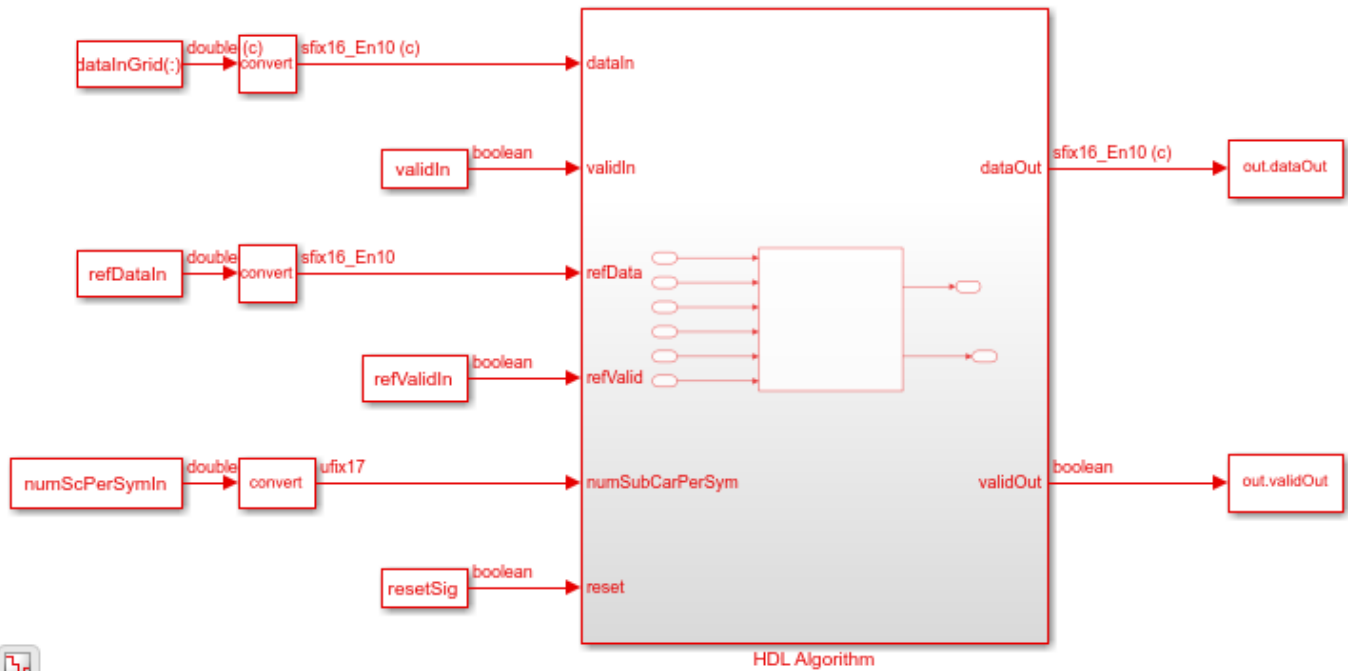 dataInGrid(:)
double (c)
convert
sfix16_En10 (c)
dataIn
validIn
boolean
validIn
dataOut
sfix16_En10 (c)
out.dataOut
refDataIn
double
convert
sfix16_En10
refData
refValidIn
boolean
refValid
numScPerSymIn
double
convert
ufix17
numSubCarPerSym
validOut
boolean
out.validOut
resetSig
boolean
reset
HDL Algorithm